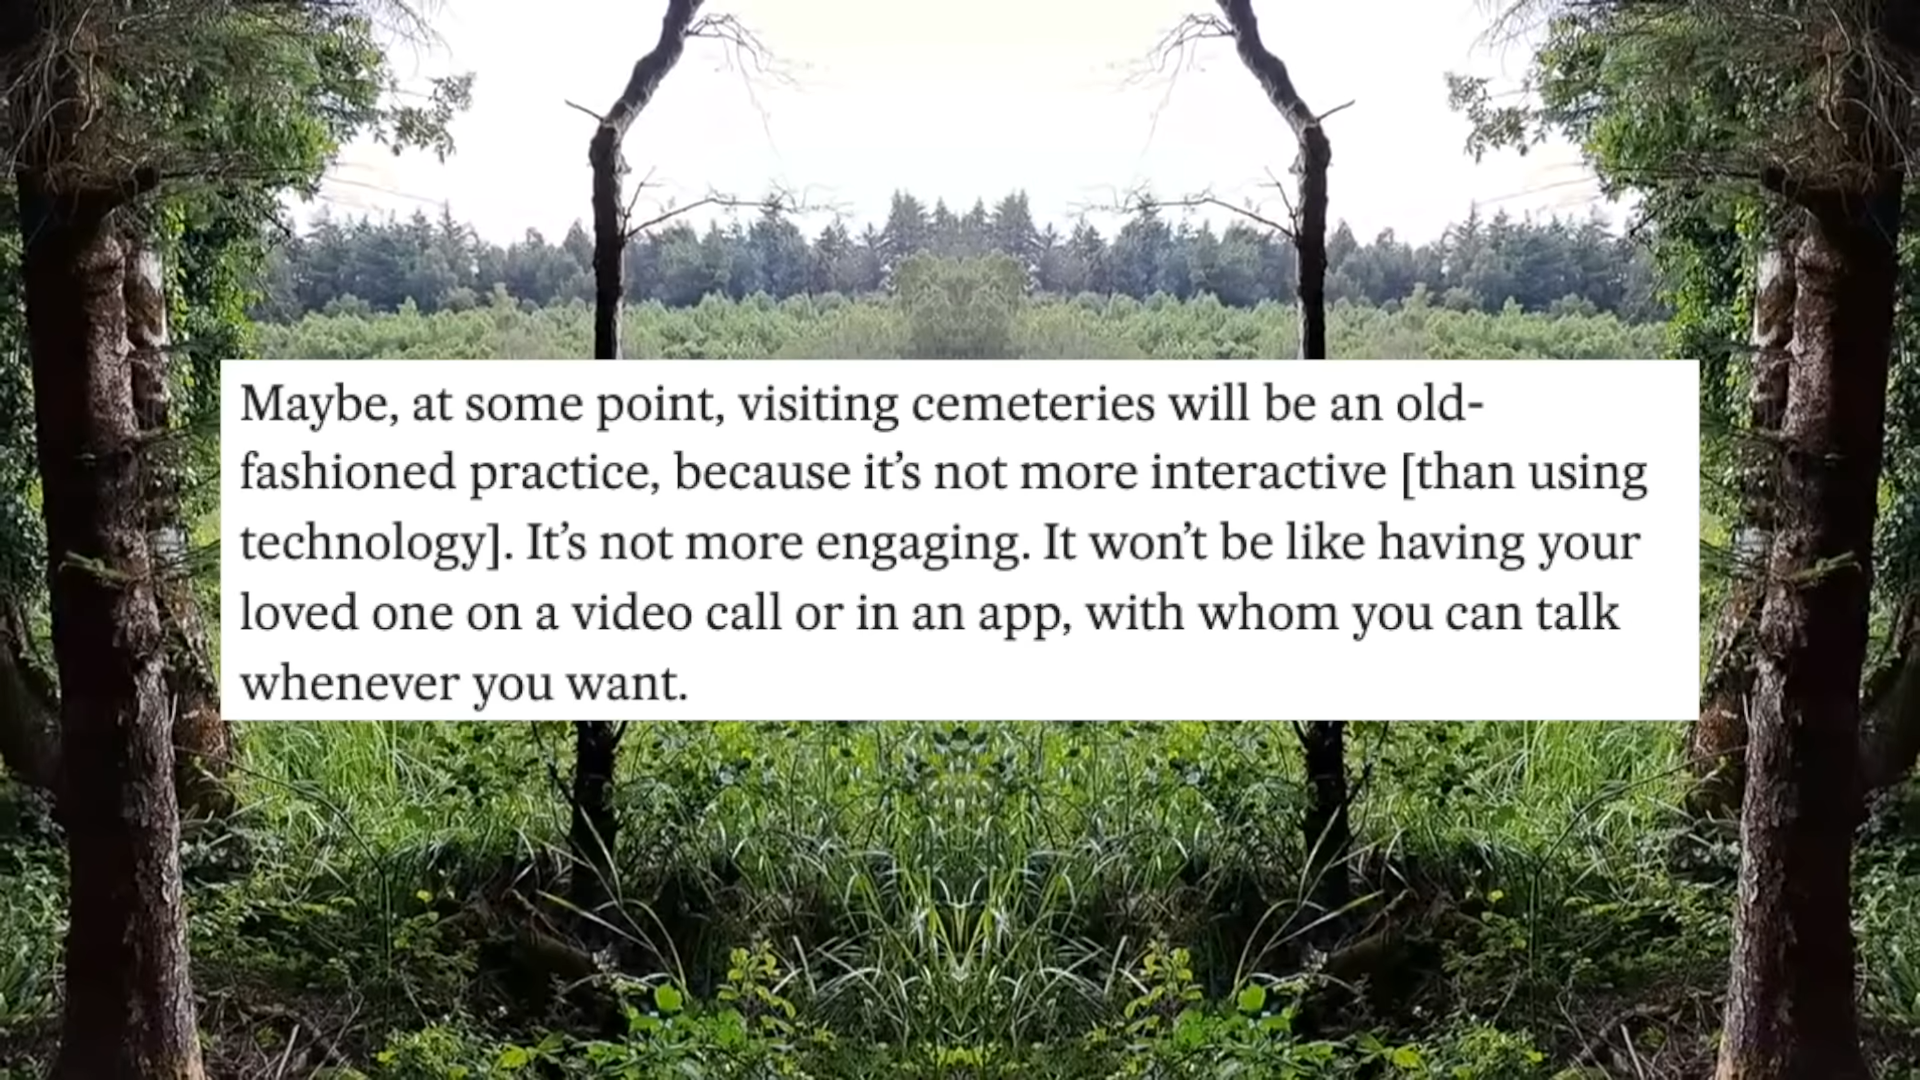 Maybe, at some point, visiting cemeteries will be an old-
fashioned practice, because it’s not more interactive [than using
technology]. It’s not more engaging. It won’t be like having your
loved one on a video call or in an app, with whom you can talk
whenever you want.